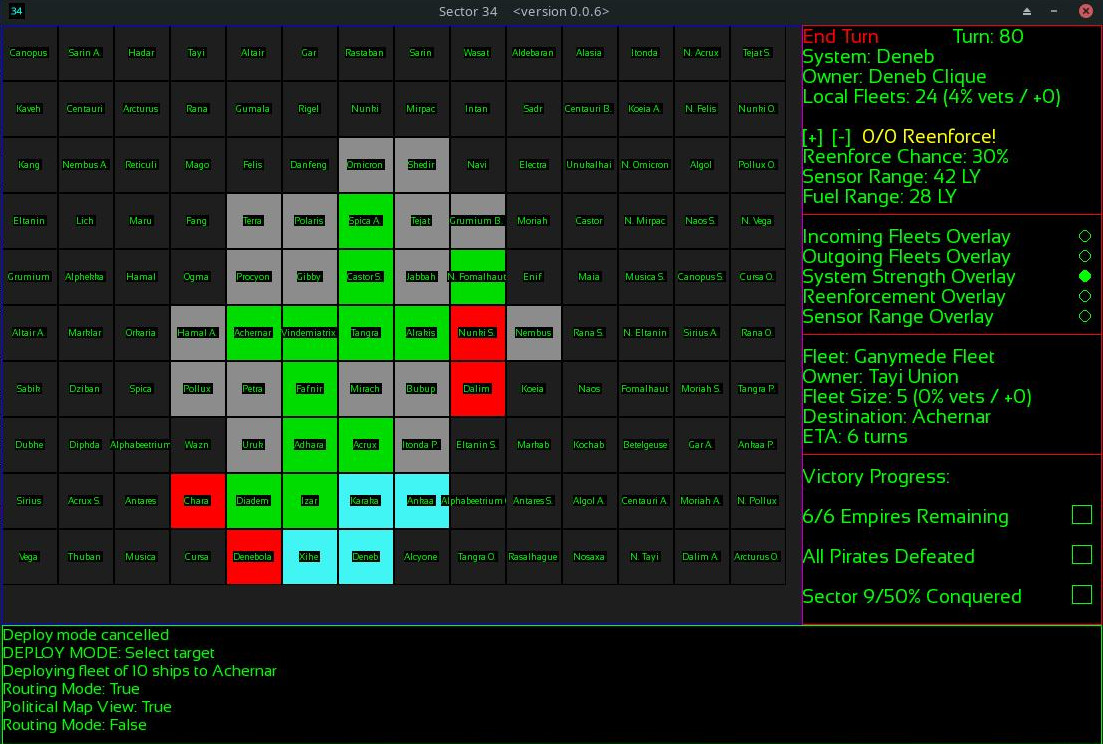 34 Sector 34 <version 0.0.6>
Canopus Sarin A. Hadar Tayi Altair Gar Rastaban Sarin Wasat Aldebaran Alasia Itonda N. Acrux Tejat S.
Kaveh Centauri Arcturus Rana Gumala Rigel Nunki Mirpac Intan Sadr Centauri B. Koeia A. N. Felis Nunki O.
Kang Nembus A. Reticuli Mago Felis Danfeng Omicron Shedir Navi Electra Unukalhai N. Omicron Algol Pollux O.
Eltanin Lich Maru Fang Terra Polaris Spica A. Tejat Grumium B. Moriah Castor N. Mirpac Naos S. N. Vega
Grumium Alphekka Hamal Ogma Procyon Gibby Castor S. Jabbah N. Fomalhaut Enif Maia Musica S. Canopus S. Cursa O.
Altair A. Marklar Orkaria Hamal A. Achernar Vindemiatrix Tangra Alrakis Nunki S. Nembus Rana S. N. Eltanin Sirius A. Rana O.
Sabik Dziban Spica Pollux Petra Fafnir Mirach Bubup Dalim Koeia Naos Fomalhaut Moriah S. Tangra P.
Dubhe Diphda Alphabeetrium Wazn Uruk Adhara Acrux Itonda P. Eltanin S. Markab Kochab Betelgeuse Gar A. Ankaa P.
Sirius Acrux S. Antares Chara Diadem Izar Karaka Ankaa Alphabeetrium Antares S. Algol A. Centauri A. Moriah A. N. Pollux
Vega Thuban Musica Cursa Denebola Xihe Deneb Alcyone Tangra O. Rasalhague Nosaxa N. Tayi Dalim A. Arcturus O.
End Turn Turn: 80
System: Deneb
Owner: Deneb Clique
Local Fleets: 24 (4% vets / +0)
[+] [-] 0/0 Reenforce!
Reenforce Chance: 30%
Sensor Range: 42 LY
Fuel Range: 28 LY
Incoming Fleets Overlay
Outgoing Fleets Overlay
System Strength Overlay
Reenforcement Overlay
Sensor Range Overlay
Fleet: Ganymede Fleet
Owner: Tayi Union
Fleet Size: 5 (0% vets / +0)
Destination: Achernar
ETA: 6 turns
Victory Progress:
6/6 Empires Remaining
All Pirates Defeated
Sector 9/50% Conquered
Deploy mode cancelled
DEPLOY MODE: Select target
Deploying fleet of 10 ships to Achernar
Routing Mode: True
Political Map View: True
Routing Mode: False